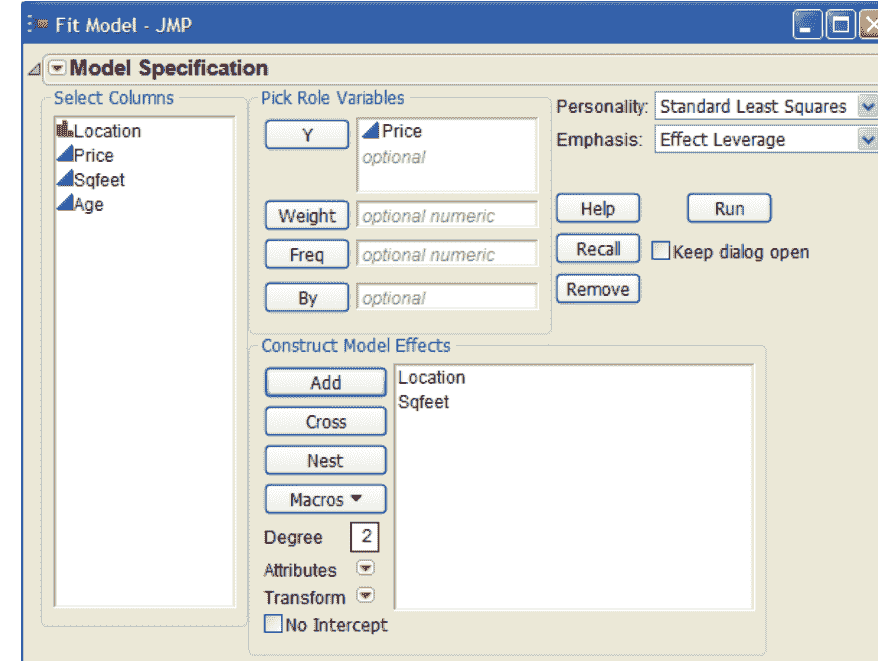 Fit Model - JMP
Model Specification
Select Columns
Location
Price
Sqfeet
Age
Pick Role Variables
Y
Price
optional
Weight
optional numeric
Freq
optional numeric
By
optional
Personality: Standard Least Squares
Emphasis: Effect Leverage
Help
Run
Recall
Keep dialog open
Remove
Construct Model Effects
Add
Cross
Nest
Macros
Degree 2
Attributes
Transform
No Intercept
Location
Sqfeet